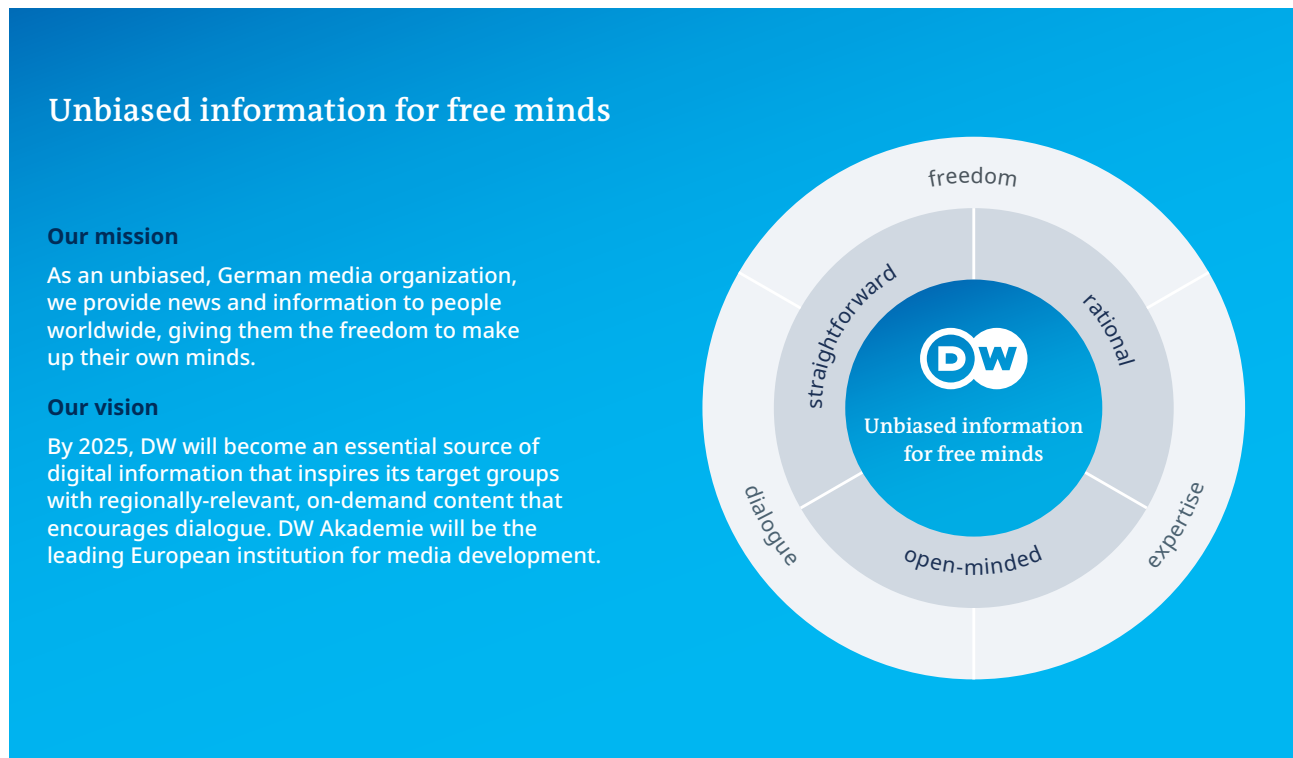 Unbiased information for free minds
Our mission
As an unbiased, German media organization,
we provide news and information to people
worldwide, giving them the freedom to make
up their own minds.
Our vision
By 2025, DW will become an essential source of
digital information that inspires its target groups
with regionally-relevant, on-demand content that
encourages dialogue. DW Akademie will be the
leading European institution for media development.
freedom
straightforward
rational
DW
Unbiased information
for free minds
dialogue
expertise
open-minded